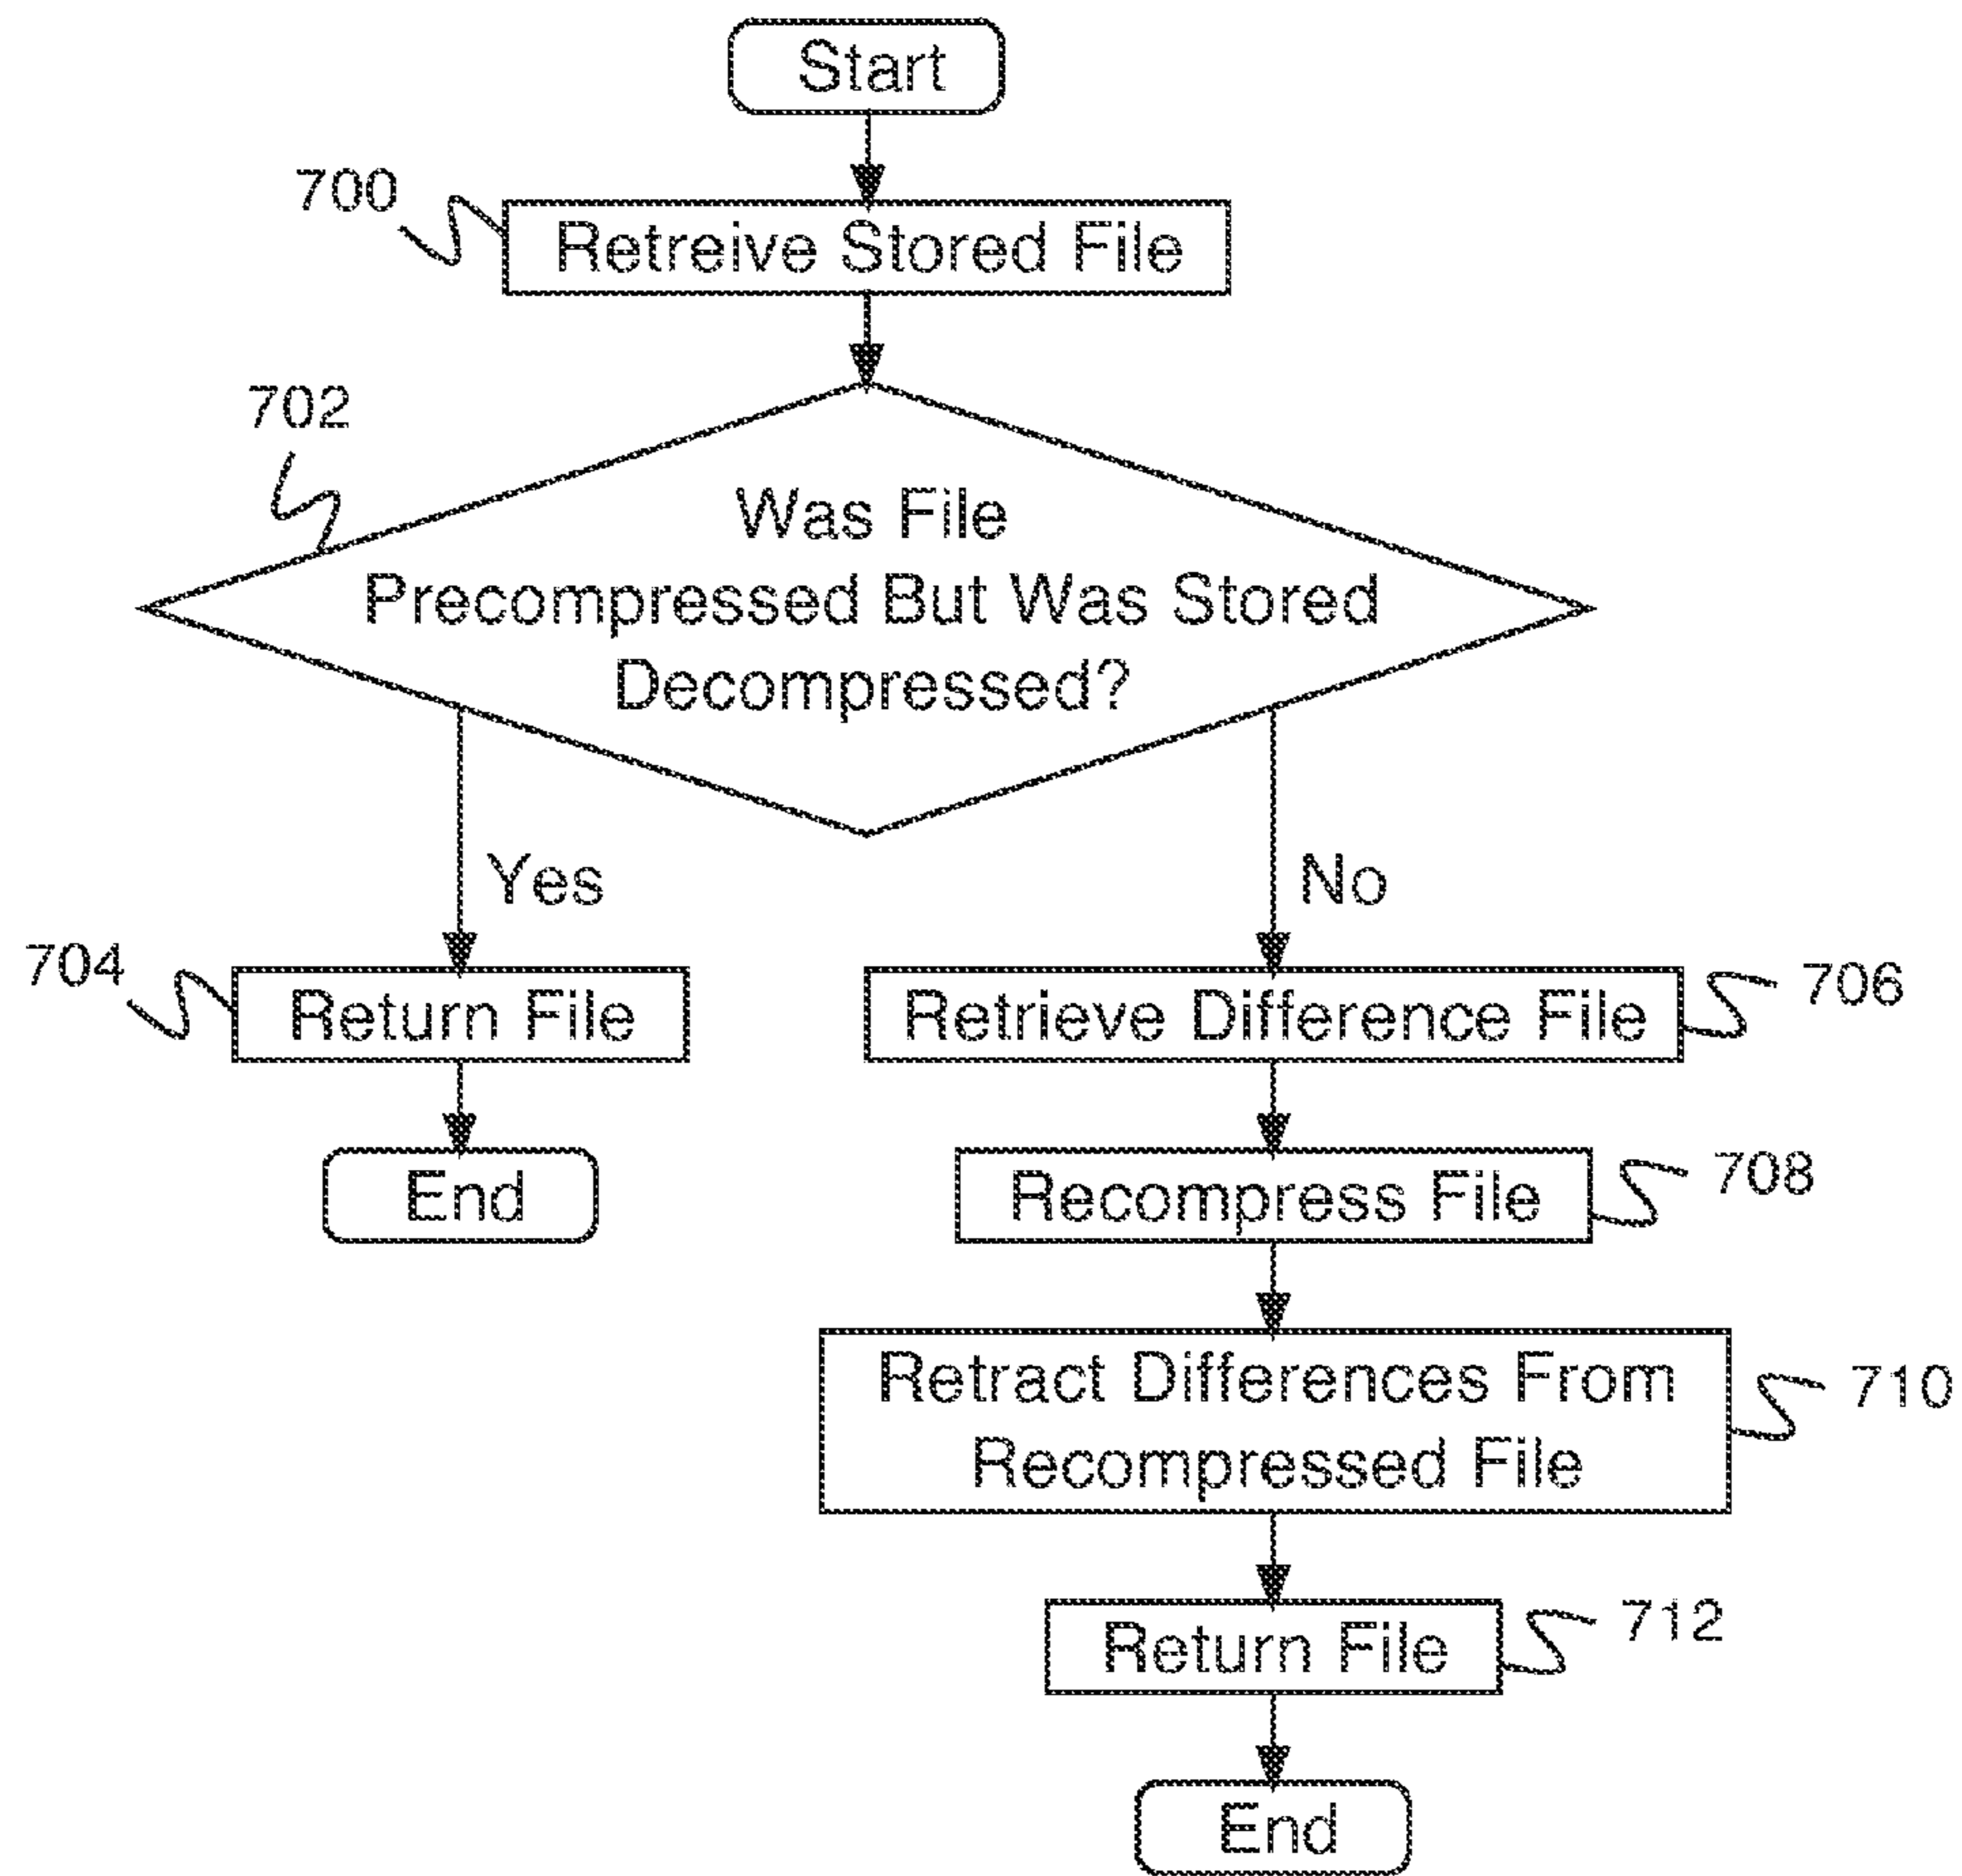 Start
700
Retreive Stored File
702
Was File
Precompressed But Was Stored
Decompressed?
Yes
No
704
Return File
Retrieve Difference File
706
End
Recompress File
708
Retract Differences From
Recompressed File
710
Return File
712
End